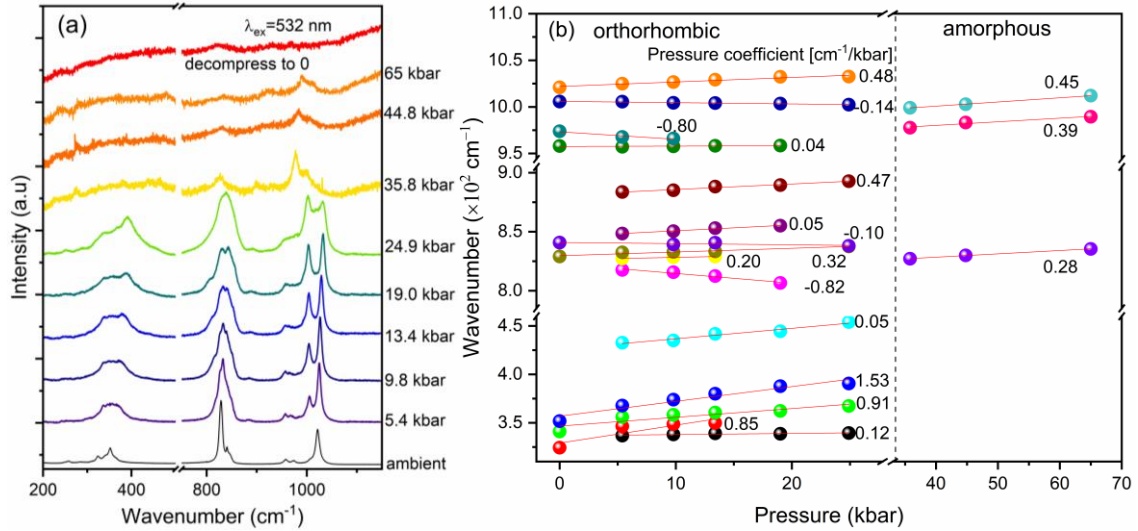 (a)
λex=532 nm
decompress to 0
65 kbar
44.8 kbar
35.8 kbar
24.9 kbar
19.0 kbar
13.4 kbar
9.8 kbar
5.4 kbar
ambient
Intensity (a.u)
200 400 800 1000
Wavenumber (cm⁻¹)
(b) orthorhombic amorphous
Pressure coefficient [cm⁻¹/kbar]
0.48
-0.14
-0.80
0.04
0.45
0.39
0.47
0.05
-0.10
0.20 0.32
-0.82
0.28
0.05
1.53
0.91
0.85
0.12
11.0
10.5
10.0
9.5
9.0
8.5
8.0
4.5
4.0
3.5
3.0
Wavenumber (×10² cm⁻¹)
0 10 20 40 50 60 70
Pressure (kbar)